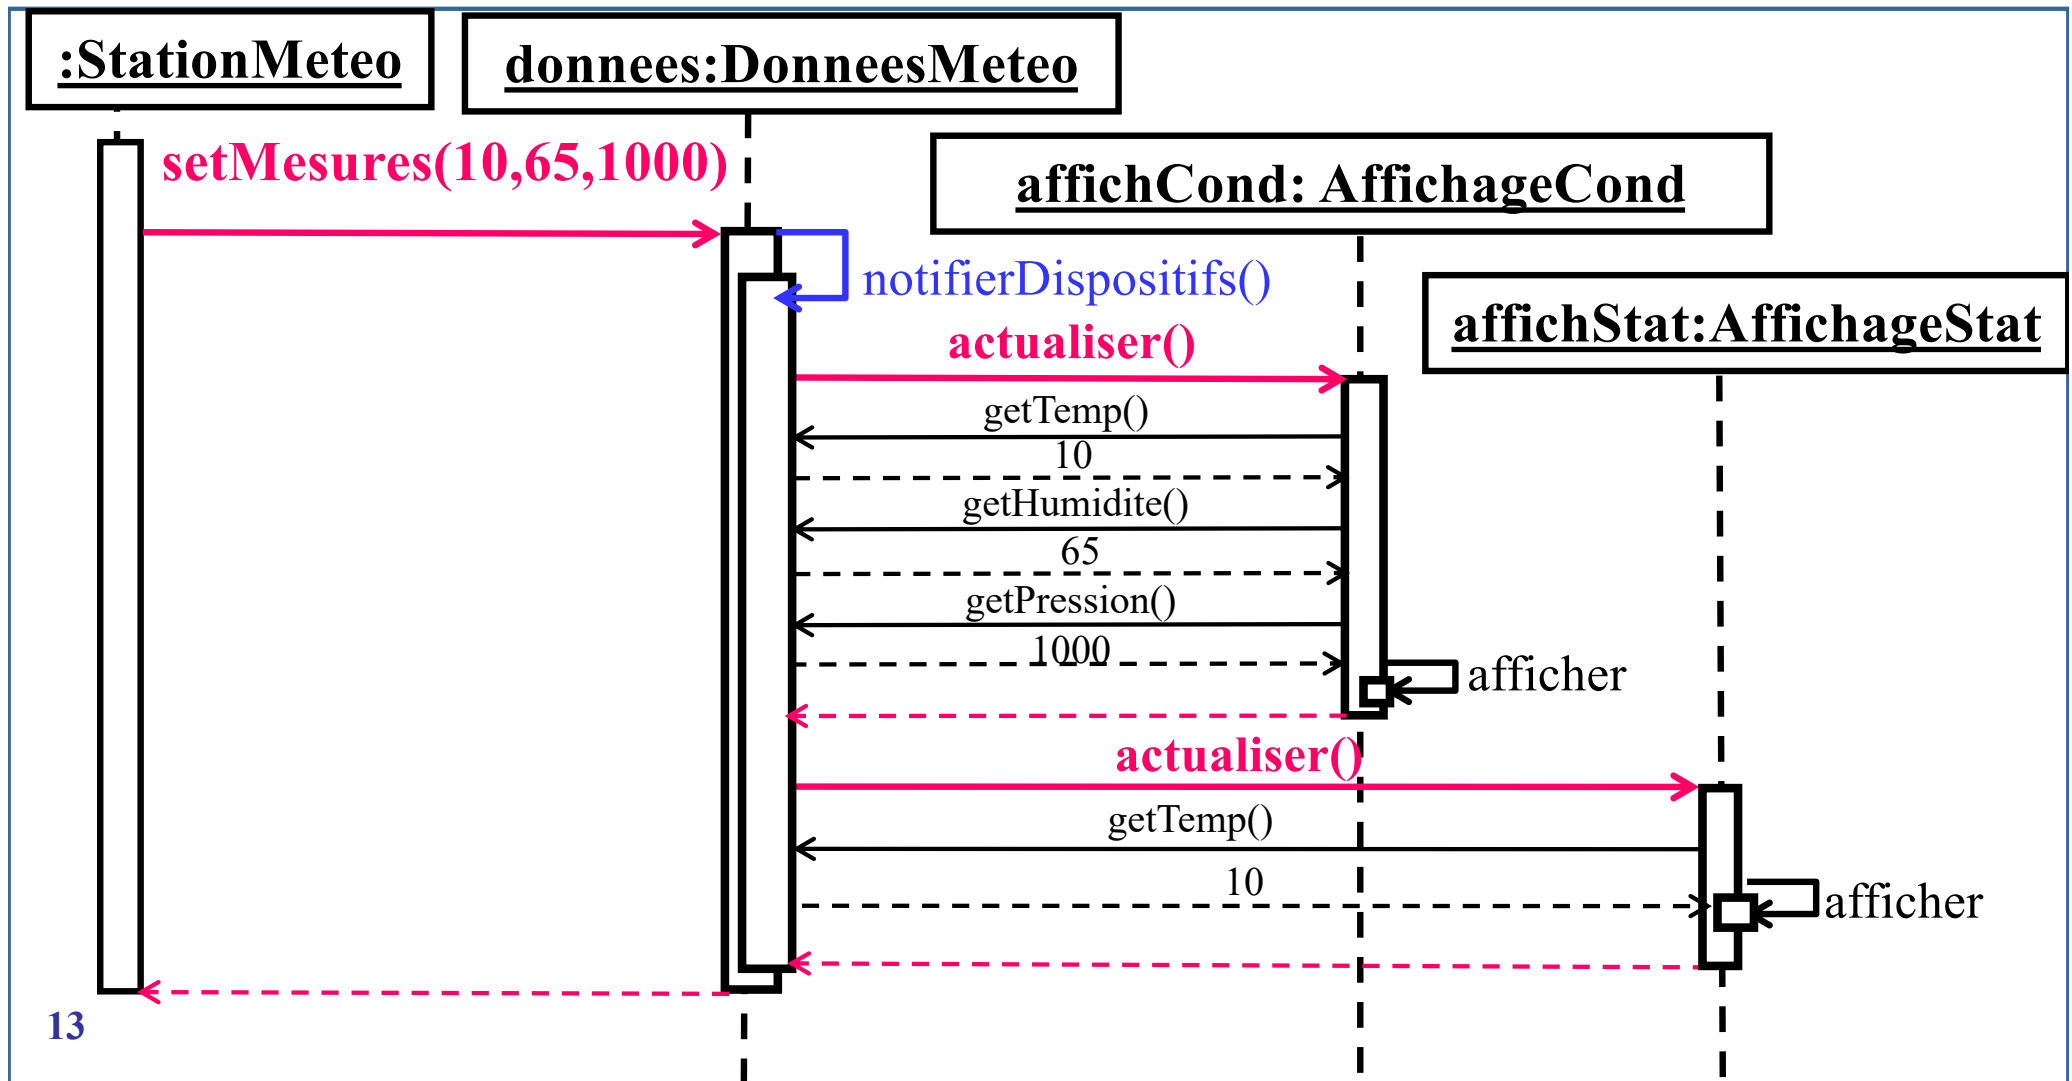 :StationMeteo
donnees:DonneesMeteo
setMesures(10,65,1000)
affichCond: AffichageCond
notifierDispositifs()
affichStat:AffichageStat
actualiser()
getTemp()
10
getHumidite()
65
getPression()
1000
afficher
actualiser()
getTemp()
10
afficher
13